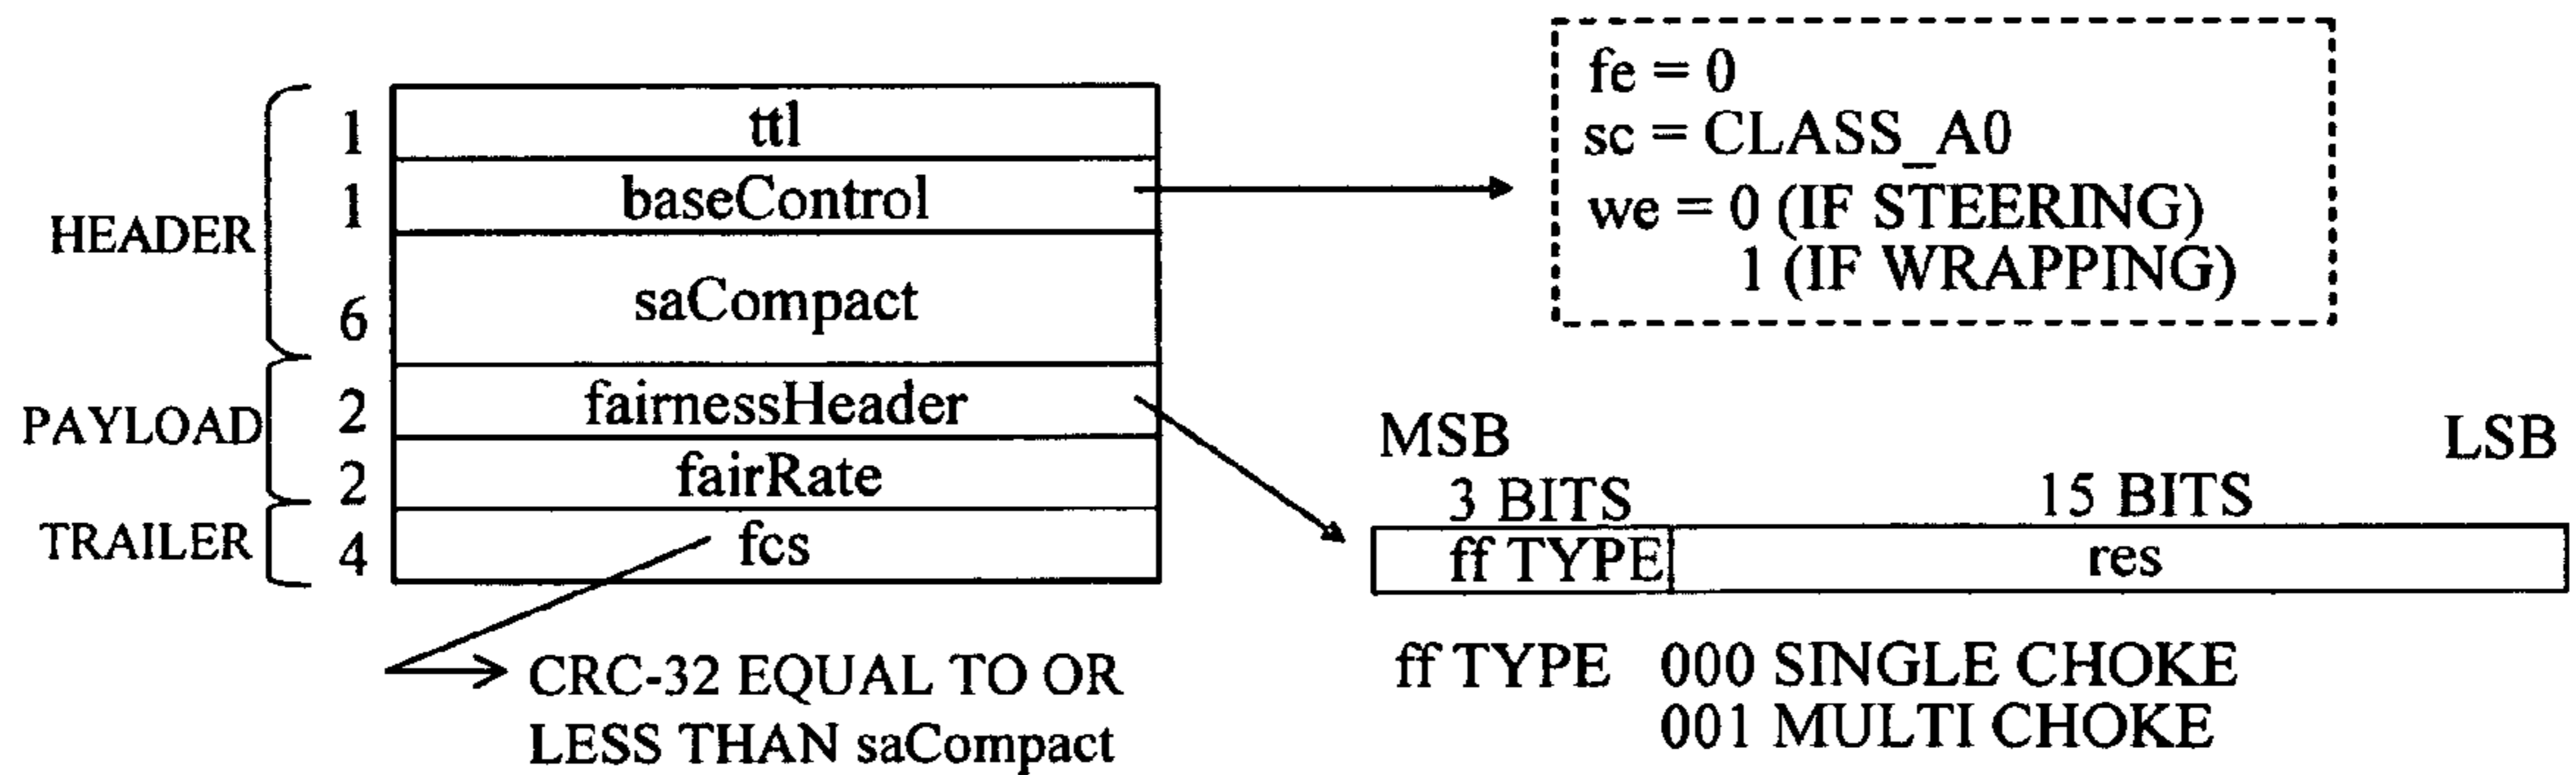 HEADER
1 ttl
1 baseControl
6 saCompact
PAYLOAD
2 fairnessHeader
2 fairRate
TRAILER
4 fcs
CRC-32 EQUAL TO OR
LESS THAN saCompact
fe = 0
sc = CLASS_A0
we = 0 (IF STEERING)
1 (IF WRAPPING)
MSB LSB
3 BITS 15 BITS
ff TYPE res
ff TYPE 000 SINGLE CHOKE
001 MULTI CHOKE